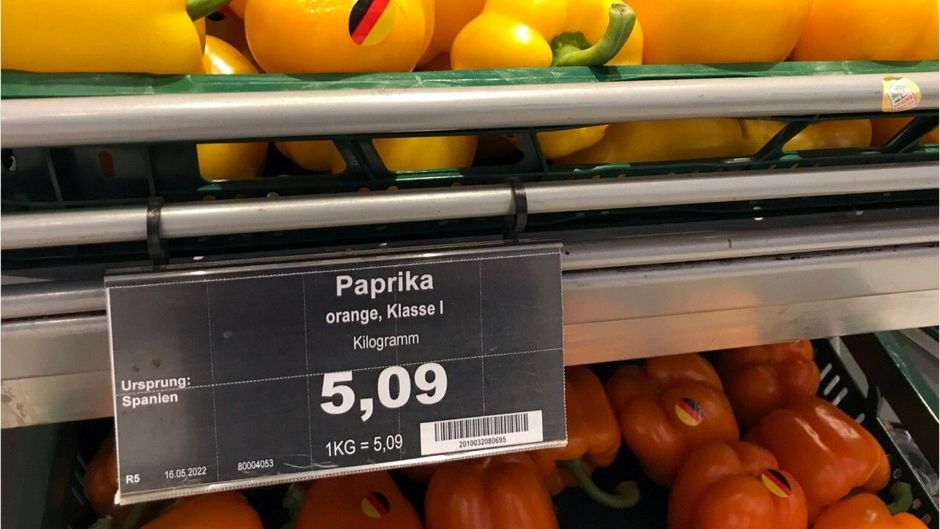 Paprika
orange, Klasse I
Kilogramm
Ursprung:
Spanien
5,09
1KG = 5,09
2010032080695
R5 16.05.2022 80004053